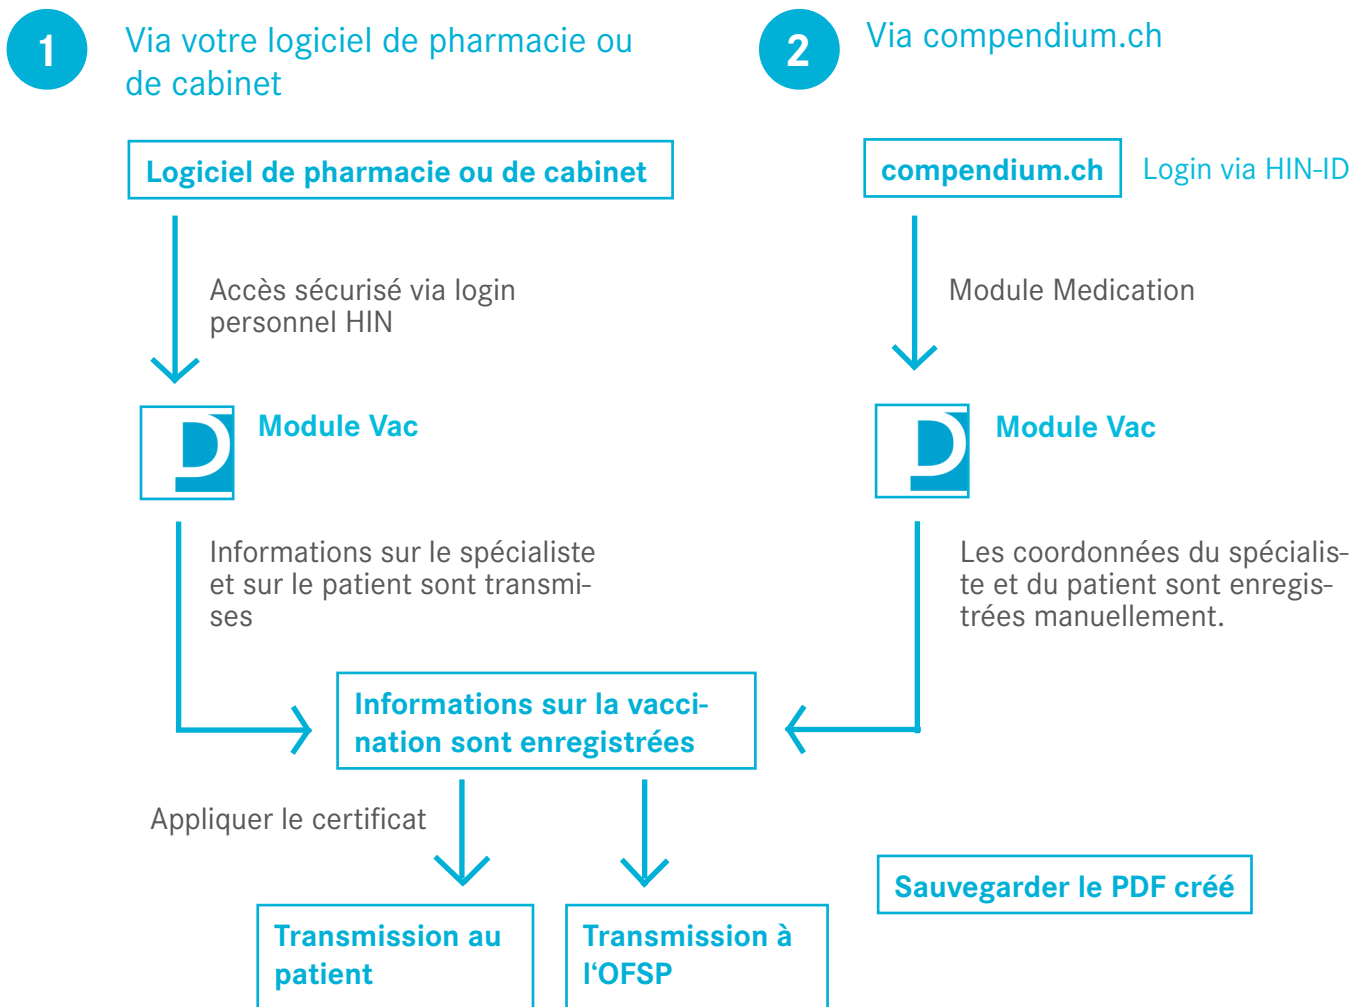 1
Via votre logiciel de pharmacie ou
de cabinet
Logiciel de pharmacie ou de cabinet
Accès sécurisé via login
personnel HIN
Module Vac
Informations sur le spécialiste
et sur le patient sont transmi-
ses
2
Via compendium.ch
compendium.ch
Login via HIN-ID
Module Medication
Module Vac
Les coordonnées du spécialis-
te et du patient sont enregis-
trées manuellement.
Informations sur la vacci-
nation sont enregistrées
Appliquer le certificat
Transmission au
patient
Transmission à
l‘OFSP
Sauvegarder le PDF créé